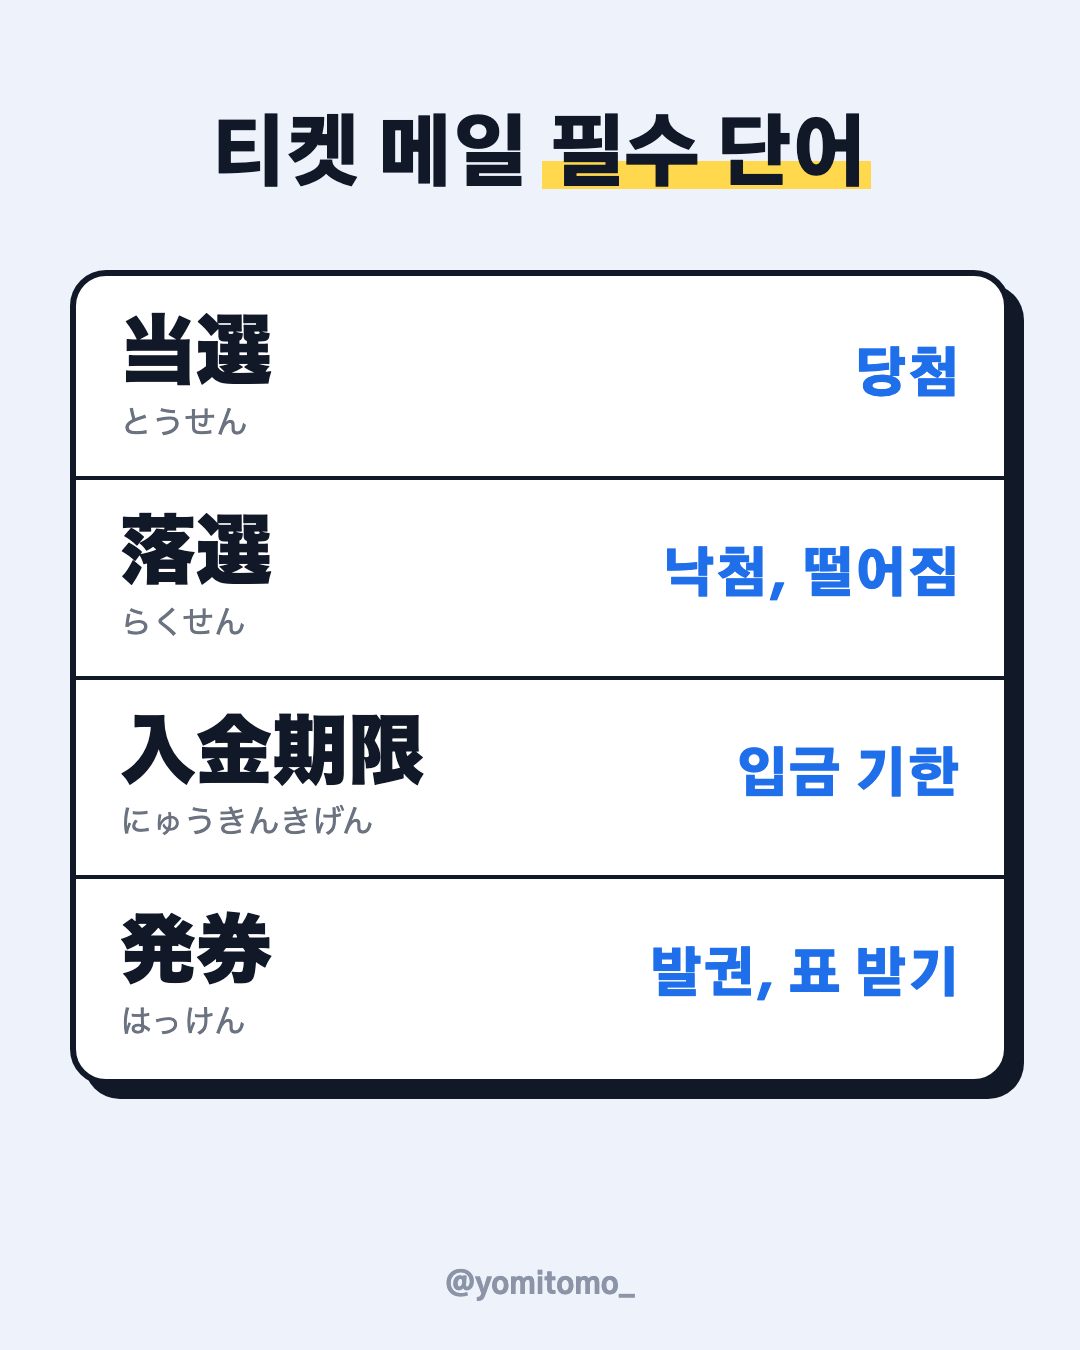 티켓 메일 필수 단어
当選
とうせん
당첨
落選
らくせん
낙첨, 떨어짐
入金期限
にゅうきんきげん
입금 기한
発券
はっけん
발권, 표 받기
@yomitomo_